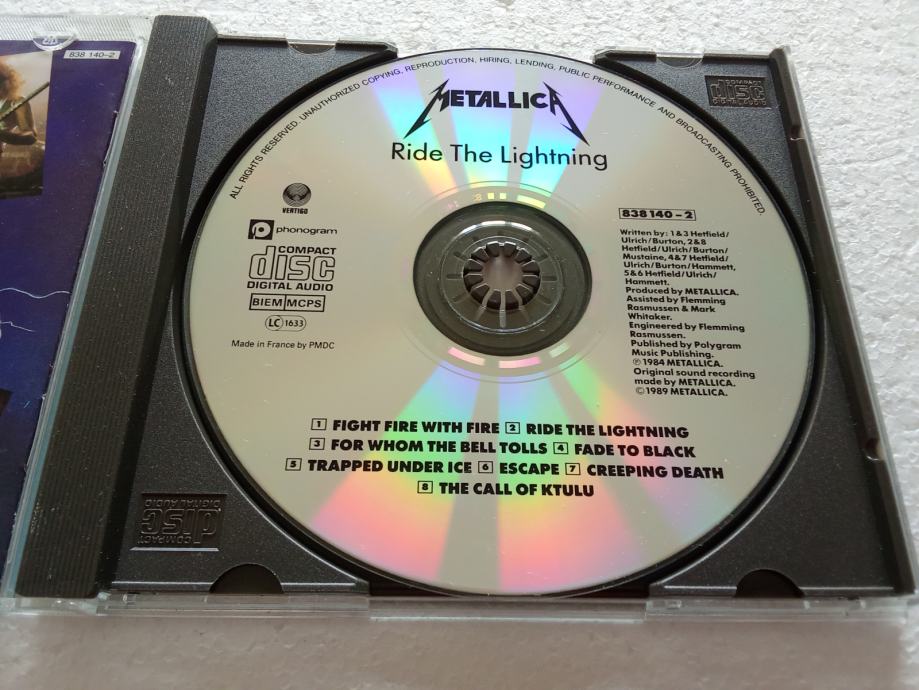 838 140-2
ALL RIGHTS RESERVED. UNAUTHORIZED COPYING, REPRODUCTION, HIRING, LENDING, PUBLIC PERFORMANCE AND BROADCASTING PROHIBITED.
METALLICA
Ride The Lightning
VERTIGO
phonogram
COMPACT
disc
DIGITAL AUDIO
BIEM MCPS
LC 1633
Made in France by PMDC
838 140-2
Written by: 1 & 3 Hetfield/
Ulrich/Burton, 2&8
Hetfield/Ulrich/Burton/
Mustaine, 4&7 Hetfield/
Ulrich/Burton/Hammett,
5&6 Hetfield/Ulrich/
Hammett.
Produced by METALLICA.
Assisted by Flemming
Rasmussen & Mark
Whitaker.
Engineered by Flemming
Rasmussen.
Published by Polygram
Music Publishing.
℗ 1984 METALLICA.
Original sound recording
made by METALLICA.
© 1989 METALLICA.
1 FIGHT FIRE WITH FIRE 2 RIDE THE LIGHTNING
3 FOR WHOM THE BELL TOLLS 4 FADE TO BLACK
5 TRAPPED UNDER ICE 6 ESCAPE 7 CREEPING DEATH
8 THE CALL OF KTULU
COMPACT
disc
DIGITAL AUDIO
COMPACT
disc
DIGITAL AUDIO